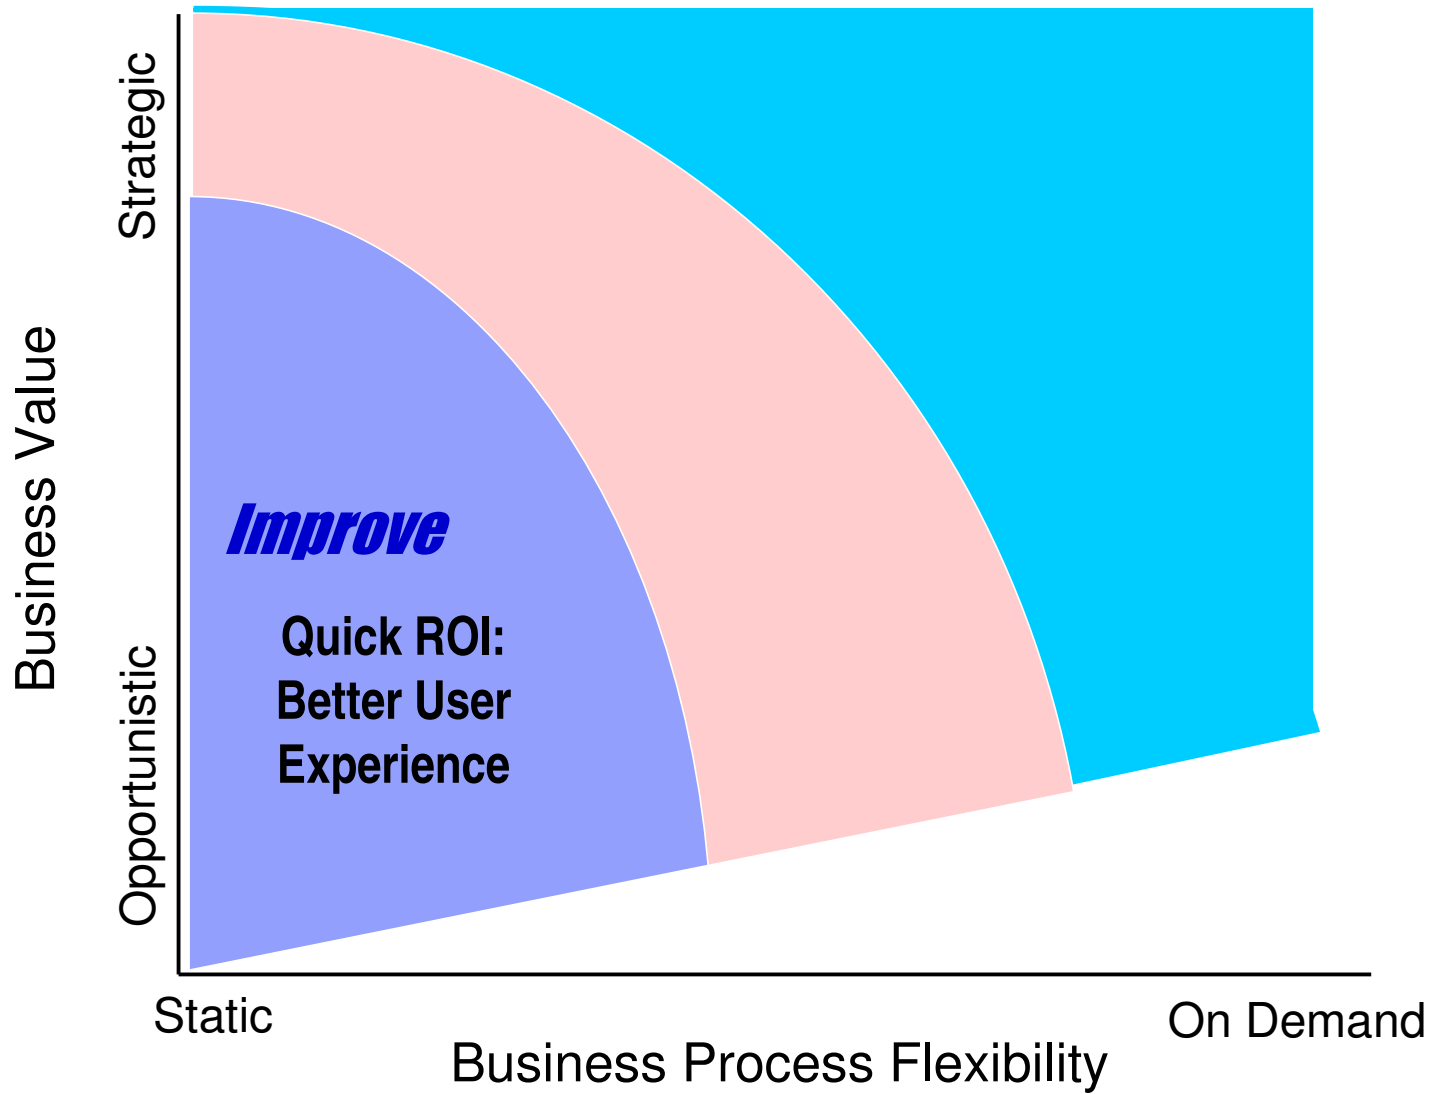 Strategic
Business Value
Opportunistic
Improve
Quick ROI:
Better User
Experience
Static
On Demand
Business Process Flexibility